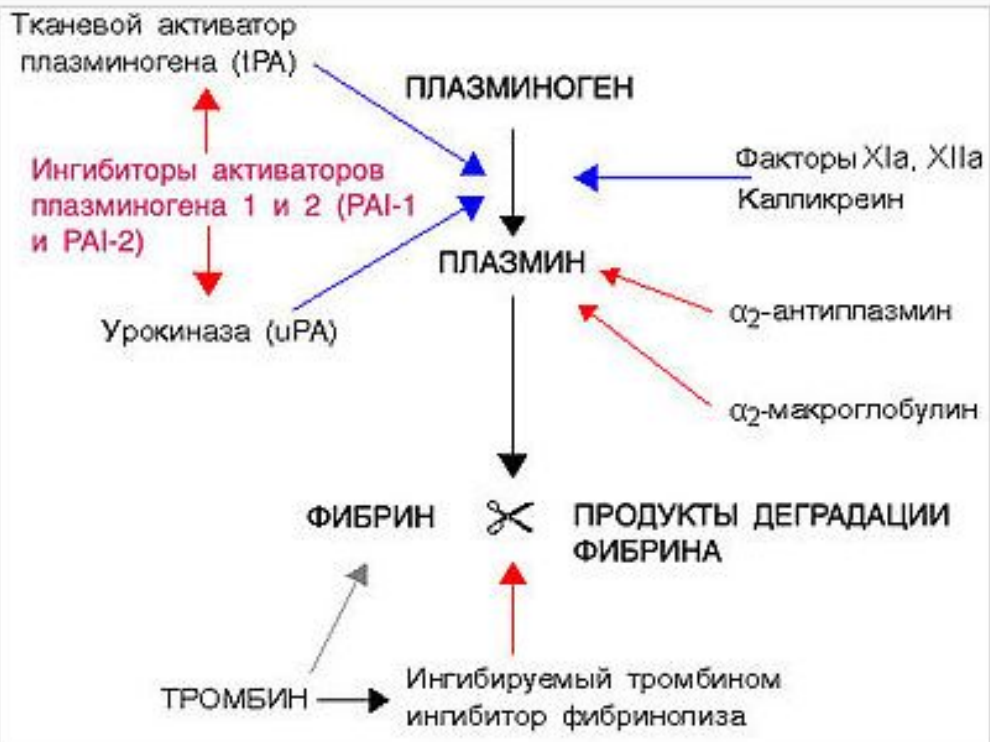 Тканевой активатор
плазминогена (tPA)
ПЛАЗМИНОГЕН
Ингибиторы активаторов
плазминогена 1 и 2 (PAI-1
и PAI-2)
Факторы XIa, XIIa
Калликреин
ПЛАЗМИН
Урокиназа (uPA)
α2-антиплазмин
α2-макроглобулин
ФИБРИН
ПРОДУКТЫ ДЕГРАДАЦИИ
ФИБРИНА
ТРОМБИН
Ингибируемый тромбином
ингибитор фибринолиза